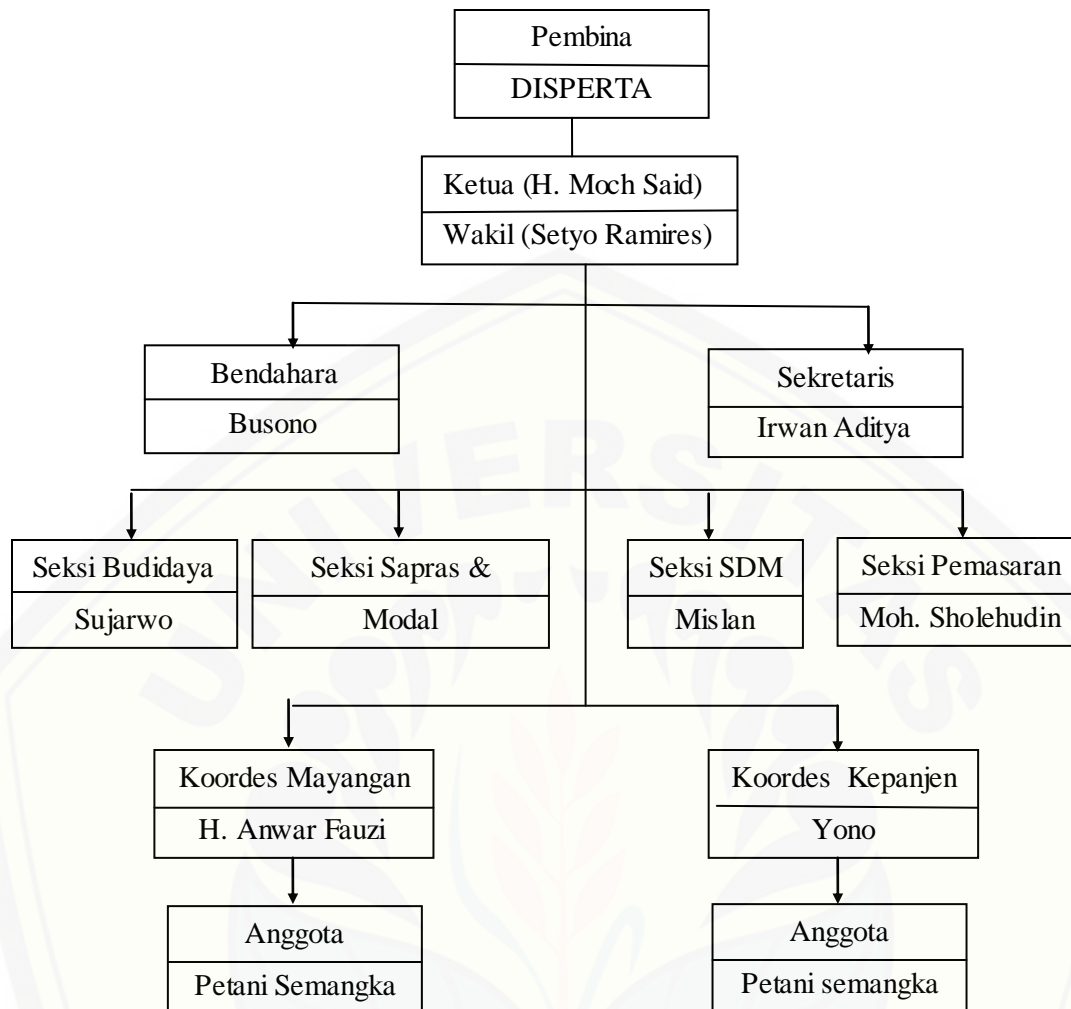 Pembina
DISPERTA
Ketua (H. Moch Said)
Wakil (Setyo Ramires)
Bendahara
Busono
Sekretaris
Irwan Aditya
Seksi Budidaya
Sujarwo
Seksi Sapras &
Modal
Seksi SDM
Mislan
Seksi Pemasaran
Moh. Sholehudin
Koordes Mayangan
H. Anwar Fauzi
Koordes Kepanjen
Yono
Anggota
Petani Semangka
Anggota
Petani semangka
UNIVERSITAS